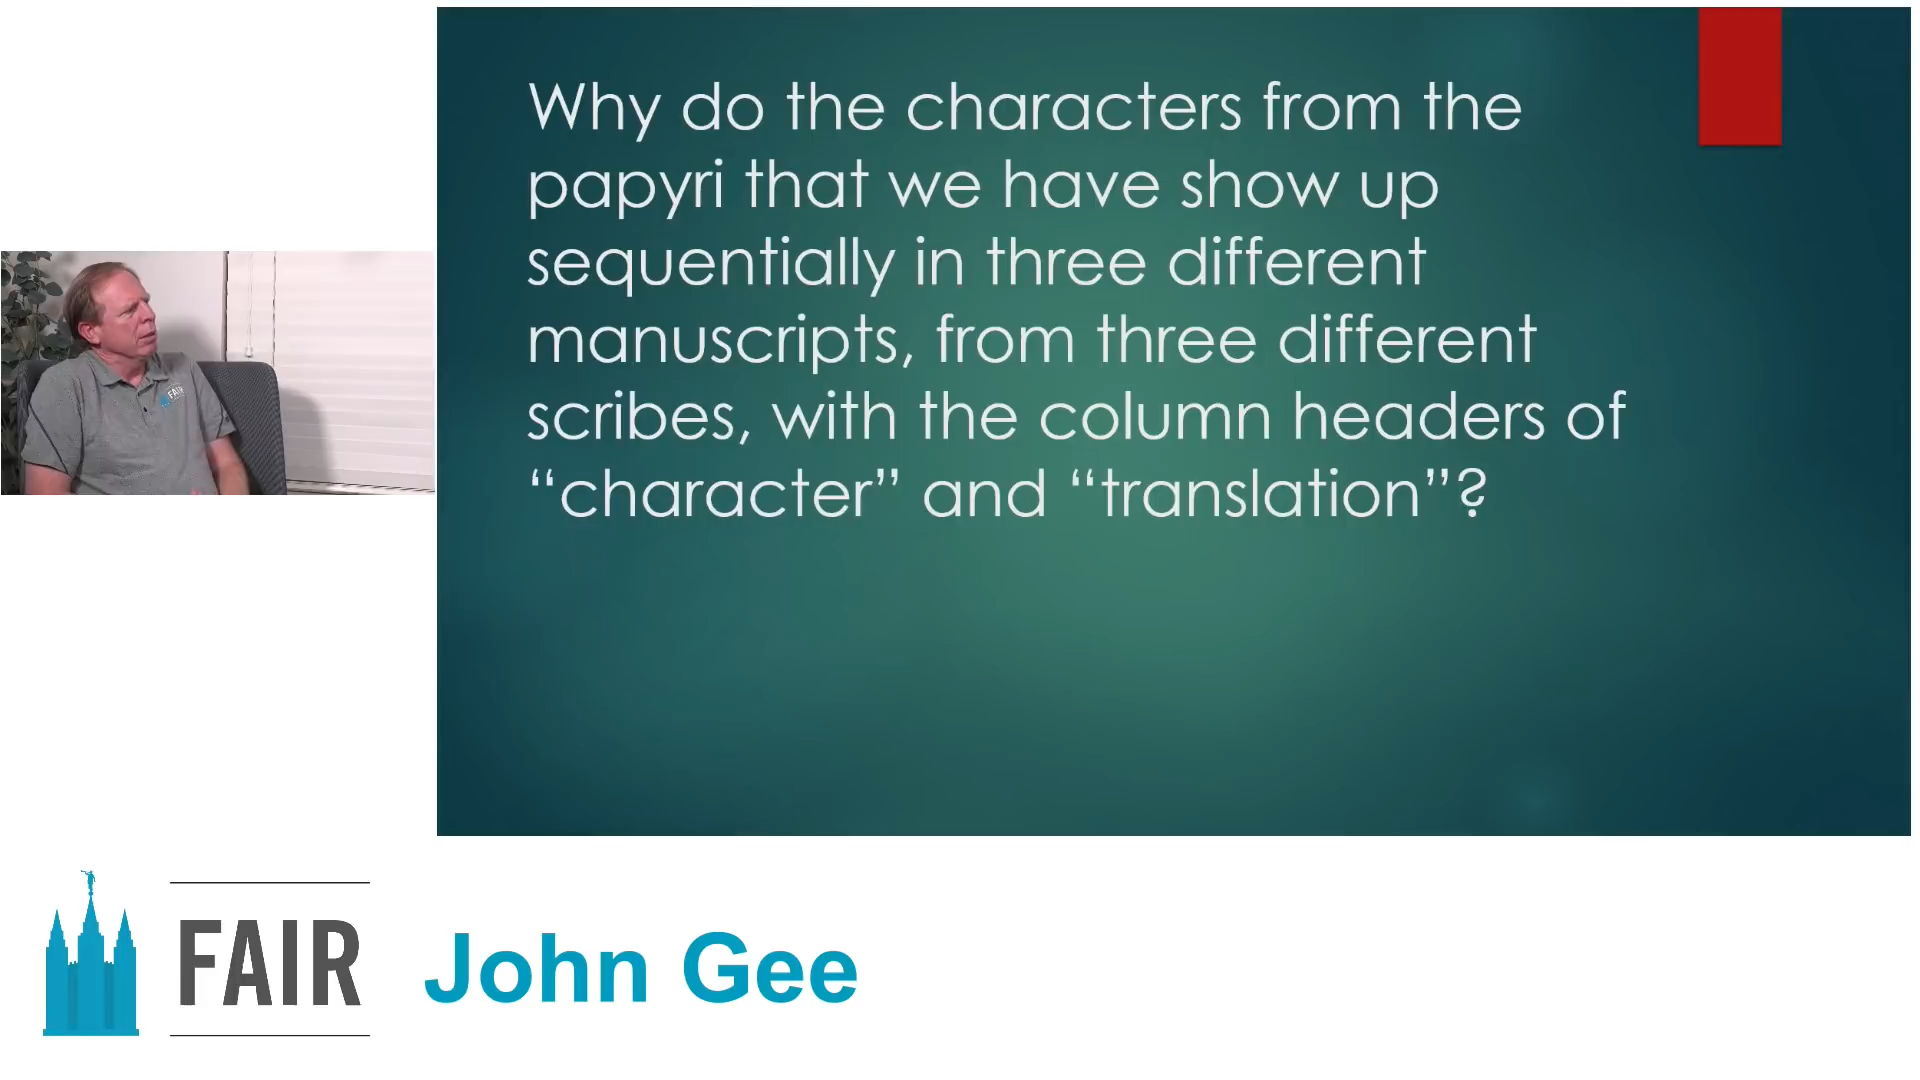 Why do the characters from the
papyri that we have show up
sequentially in three different
manuscripts, from three different
scribes, with the column headers of
“character” and “translation”?
FAIR
FAIR
John Gee